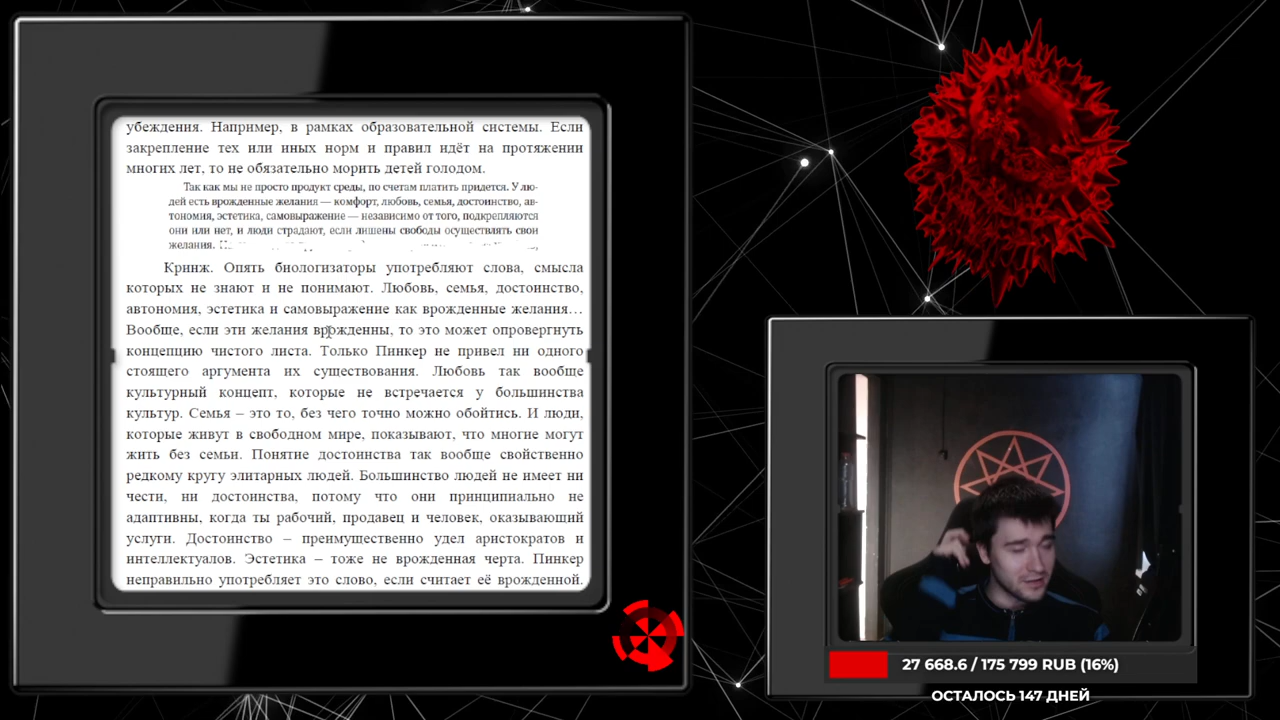 убеждения. Например, в рамках образовательной системы. Если
закрепление тех или иных норм и правил идёт на протяжении
многих лет, то не обязательно морить детей голодом.
Так как мы не просто продукт среды, по счетам платить придется. У лю-
дей есть врожденные желания — комфорт, любовь, семья, достоинство, ав-
тономия, эстетика, самовыражение — независимо от того, подкрепляются
они или нет, и люди страдают, если лишены свободы осуществлять свои
желания.
Кринж. Опять биологизаторы употребляют слова, смысла
которых не знают и не понимают. Любовь, семья, достоинство,
автономия, эстетика и самовыражение как врожденные желания…
Вообще, если эти желания врожденны, то это может опровергнуть
концепцию чистого листа. Только Пинкер не привел ни одного
стоящего аргумента их существования. Любовь так вообще
культурный концепт, которые не встречается у большинства
культур. Семья – это то, без чего точно можно обойтись. И люди,
которые живут в свободном мире, показывают, что многие могут
жить без семьи. Понятие достоинства так вообще свойственно
редкому кругу элитарных людей. Большинство людей не имеет ни
чести, ни достоинства, потому что они принципиально не
адаптивны, когда ты рабочий, продавец и человек, оказывающий
услуги. Достоинство – преимущественно удел аристократов и
интеллектуалов. Эстетика – тоже не врожденная черта. Пинкер
неправильно употребляет это слово, если считает её врожденной.
27 668.6 / 175 799 RUB (16%)
ОСТАЛОСЬ 147 ДНЕЙ